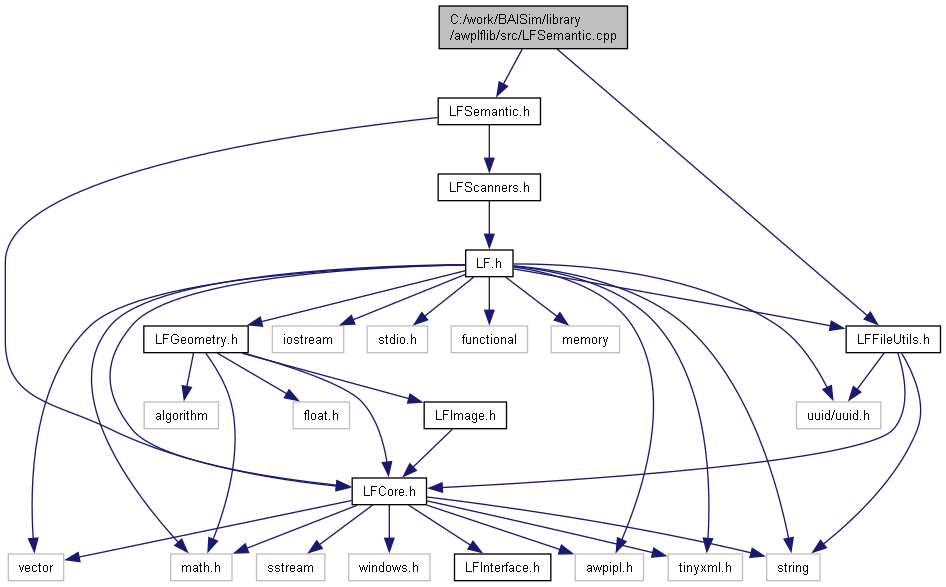 C:/work/BAISim/library
/awplflib/src/LFSemantic.cpp
LFSemantic.h
LFScanners.h
LF.h
LFGeometry.h
iostream
stdio.h
functional
memory
LFFileUtils.h
algorithm
float.h
LFImage.h
uuid/uuid.h
LFCore.h
vector
math.h
sstream
windows.h
LFInterface.h
awpipl.h
tinyxml.h
string